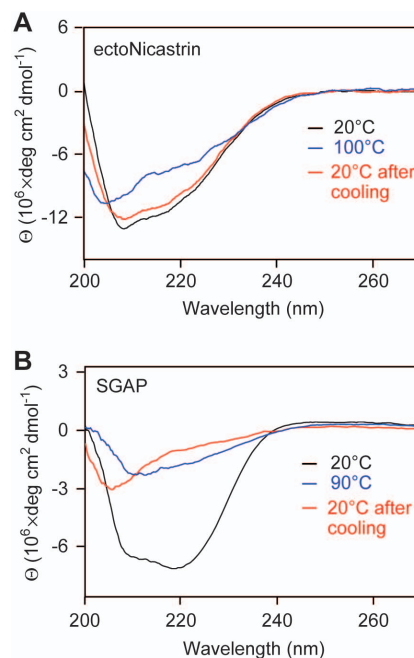 A
ectoNicastrin
6
0
-6
-12
Θ (10⁵×deg cm² dmol⁻¹)
20°C
100°C
20°C after
cooling
200 220 240 260
Wavelength (nm)
B
SGAP
3
0
-3
-6
Θ (10⁶×deg cm² dmol⁻¹)
20°C
90°C
20°C after
cooling
200 220 240 260
Wavelength (nm)